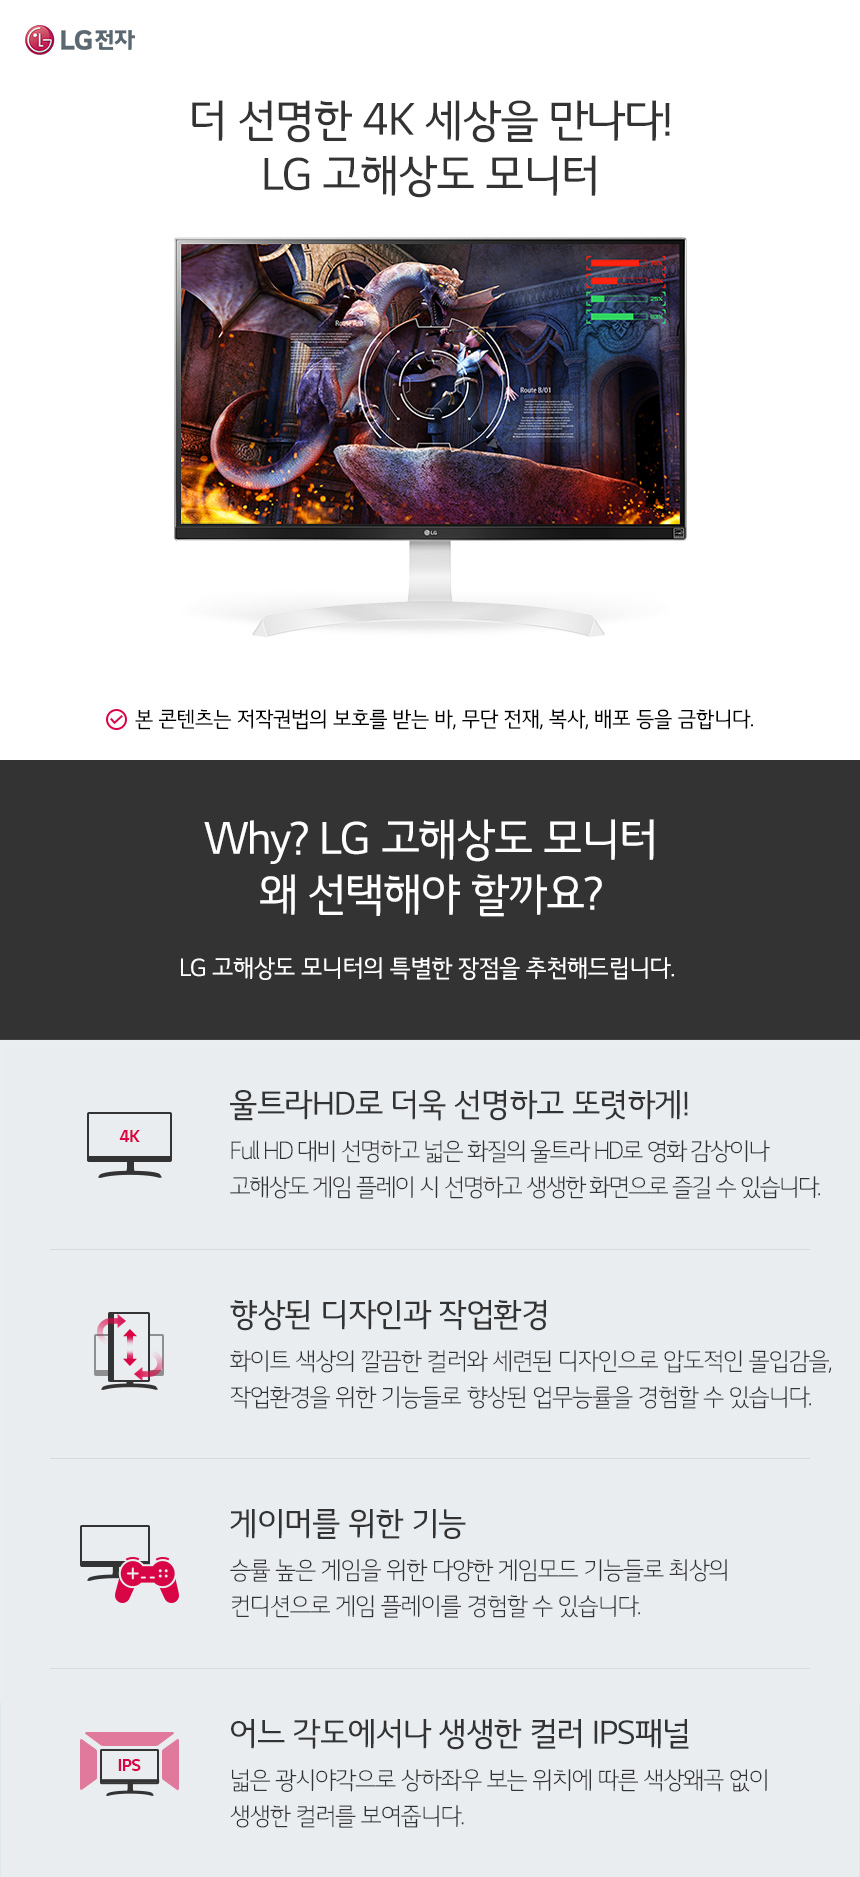 LG전자
더 선명한 4K 세상을 만나다!
LG 고해상도 모니터
Route B/01
25%
LG
본 콘텐츠는 저작권법의 보호를 받는 바, 무단 전재, 복사, 배포 등을 금합니다.
Why? LG 고해상도 모니터
왜 선택해야 할까요?
LG 고해상도 모니터의 특별한 장점을 추천해드립니다.
4K
울트라HD로 더욱 선명하고 또렷하게!
Full HD 대비 선명하고 넓은 화질의 울트라 HD로 영화 감상이나
고해상도 게임 플레이 시 선명하고 생생한 화면으로 즐길 수 있습니다.
향상된 디자인과 작업환경
화이트 색상의 깔끔한 컬러와 세련된 디자인으로 압도적인 몰입감을,
작업환경을 위한 기능들로 향상된 업무능률을 경험할 수 있습니다.
게이머를 위한 기능
승률 높은 게임을 위한 다양한 게임모드 기능들로 최상의
컨디션으로 게임 플레이를 경험할 수 있습니다.
IPS
어느 각도에서나 생생한 컬러 IPS패널
넓은 광시야각으로 상하좌우 보는 위치에 따른 색상왜곡 없이
생생한 컬러를 보여줍니다.